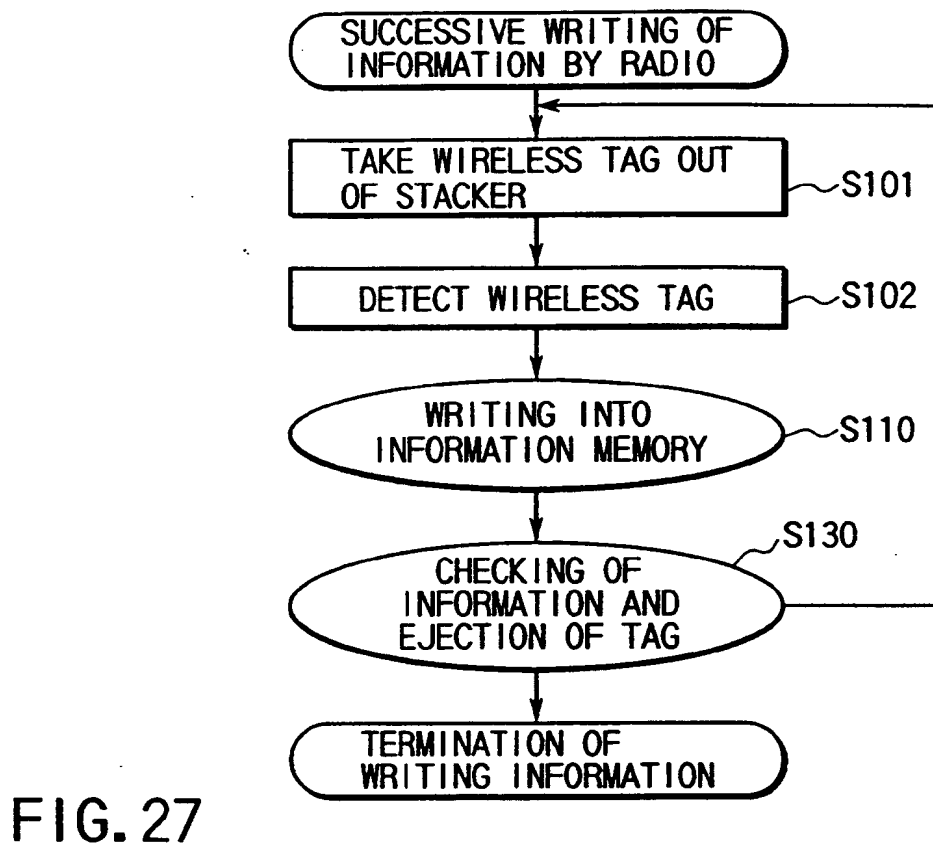 SUCCESSIVE WRITING OF
INFORMATION BY RADIO
TAKE WIRELESS TAG OUT
OF STACKER
S101
DETECT WIRELESS TAG
S102
WRITING INTO
INFORMATION MEMORY
S110
S130
CHECKING OF
INFORMATION AND
EJECTION OF TAG
TERMINATION OF
WRITING INFORMATION
FIG. 27